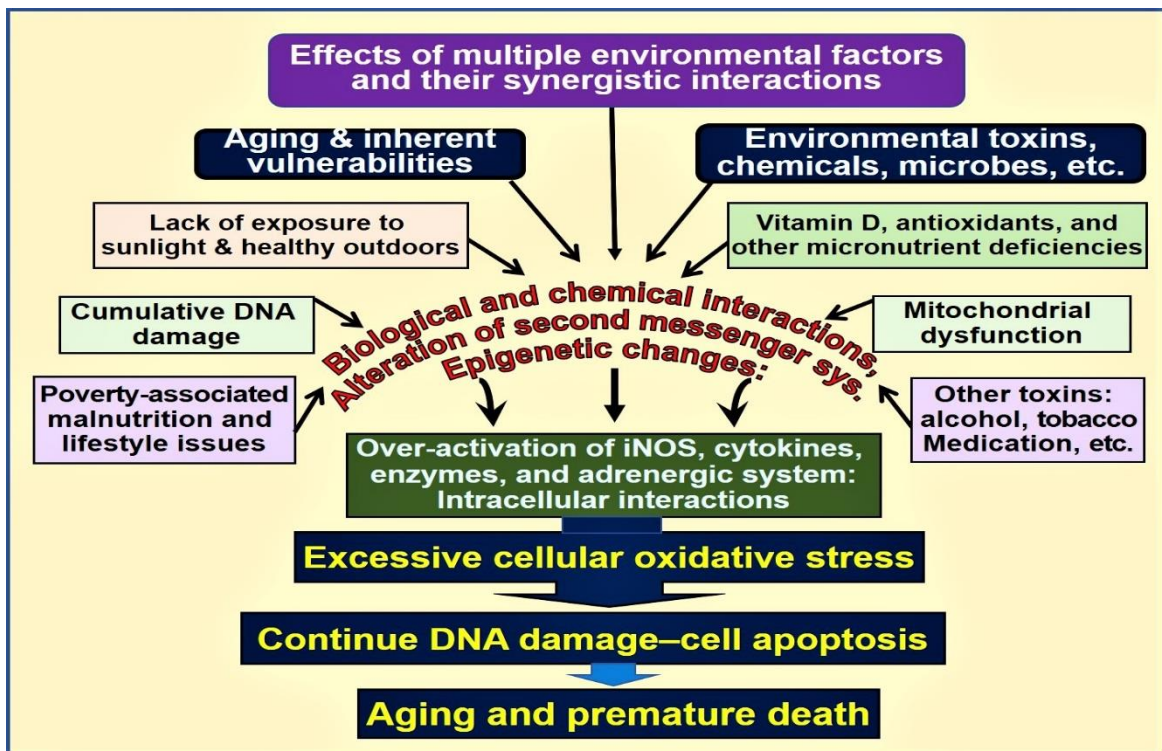 Effects of multiple environmental factors
and their synergistic interactions
Aging & inherent
vulnerabilities
Environmental toxins,
chemicals, microbes, etc.
Lack of exposure to
sunlight & healthy outdoors
Vitamin D, antioxidants, and
other micronutrient deficiencies
Cumulative DNA
damage
Mitochondrial
dysfunction
Biological and chemical interactions,
Alteration of second messenger sys.
Epigenetic changes:
Poverty-associated
malnutrition and
lifestyle issues
Other toxins:
alcohol, tobacco
Medication, etc.
Over-activation of iNOS, cytokines,
enzymes, and adrenergic system:
Intracellular interactions
Excessive cellular oxidative stress
Continue DNA damage–cell apoptosis
Aging and premature death